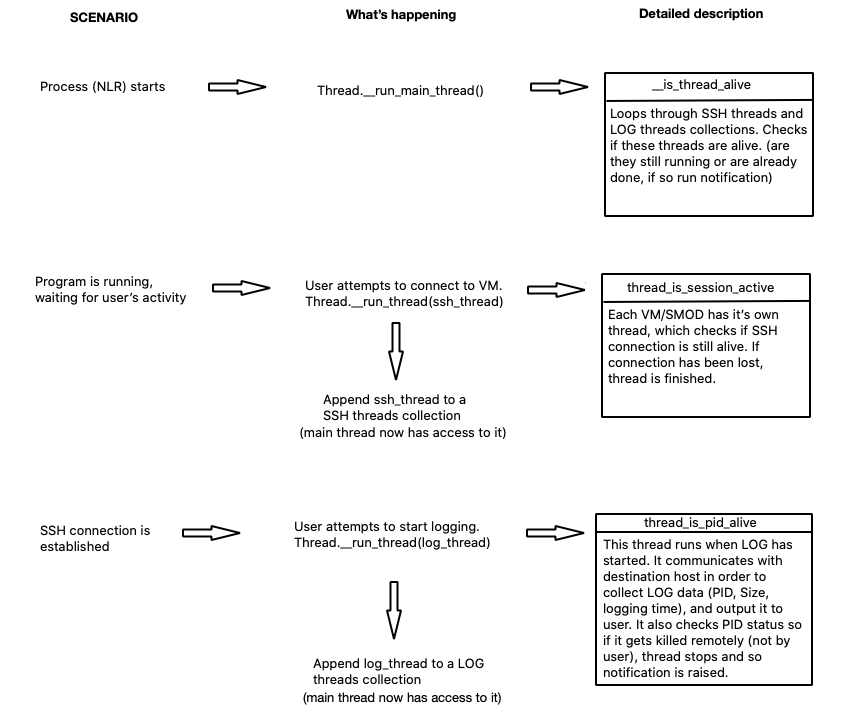 SCENARIO
What's happening
Detailed description
Process (NLR) starts
Thread.__run_main_thread()
__is_thread_alive
Loops through SSH threads and
LOG threads collections. Checks
if these threads are alive. (are
they still running or are already
done, if so run notification)
Program is running,
waiting for user's activity
User attempts to connect to VM.
Thread.__run_thread(ssh_thread)
thread_is_session_active
Each VM/SMOD has it's own
thread, which checks if SSH
connection is still alive. If
connection has been lost,
thread is finished.
Append ssh_thread to a
SSH threads collection
(main thread now has access to it)
SSH connection is
established
User attempts to start logging.
Thread.__run_thread(log_thread)
thread_is_pid_alive
This thread runs when LOG has
started. It communicates with
destination host in order to
collect LOG data (PID, Size,
logging time), and output it to
user. It also checks PID status so
if it gets killed remotely (not by
user), thread stops and so
notification is raised.
Append log_thread to a LOG
threads collection
(main thread now has access to it)